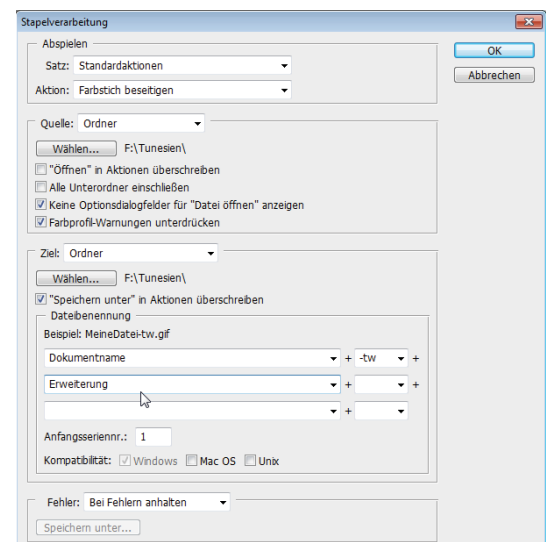 Stapelverarbeitung
Abspielen
Satz: Standardaktionen
Aktion: Farbstich beseitigen
OK
Abbrechen
Quelle: Ordner
Wählen... F:\Tunesien\
"Öffnen" in Aktionen überschreiben
Alle Unterordner einschließen
Keine Optionsdialogfelder für "Datei öffnen" anzeigen
Farbprofil-Warnungen unterdrücken
Ziel: Ordner
Wählen... F:\Tunesien\
"Speichern unter" in Aktionen überschreiben
Dateibenennung
Beispiel: MeineDatei-tw.gif
Dokumentname + -tw +
Erweiterung + +
+
Anfangsseriennr.: 1
Kompatibilität: Windows Mac OS Unix
Fehler: Bei Fehlern anhalten
Speichern unter...